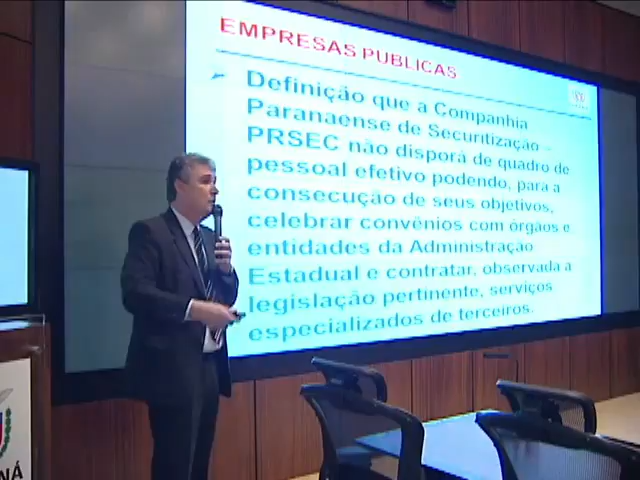 EMPRESAS PUBLICAS
Definição que a Companhia
Paranaense de Securitização –
PRSEC não disporá de quadro de
pessoal efetivo podendo, para a
consecução de seus objetivos,
celebrar convênios com órgãos e
entidades da Administração
Estadual e contratar, observada a
legislação pertinente, serviços
especializados de terceiros.
NÁ